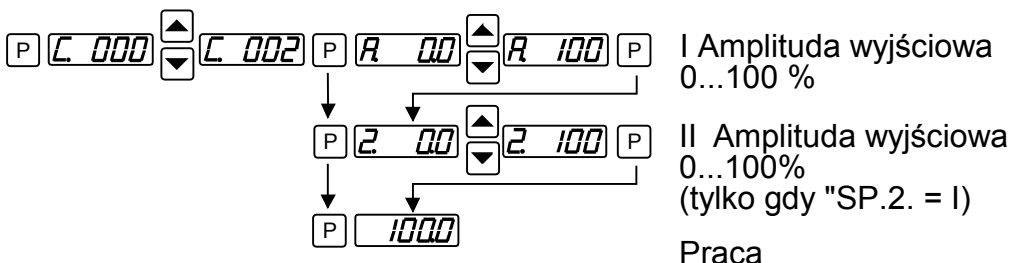 P C. 000 C. 002 P A 0.0 A 100 P I Amplituda wyjściowa
0...100 %
P 2. 0.0 2. 100 P II Amplituda wyjściowa
0...100%
(tylko gdy "SP.2. = I)
P 100.0 Praca